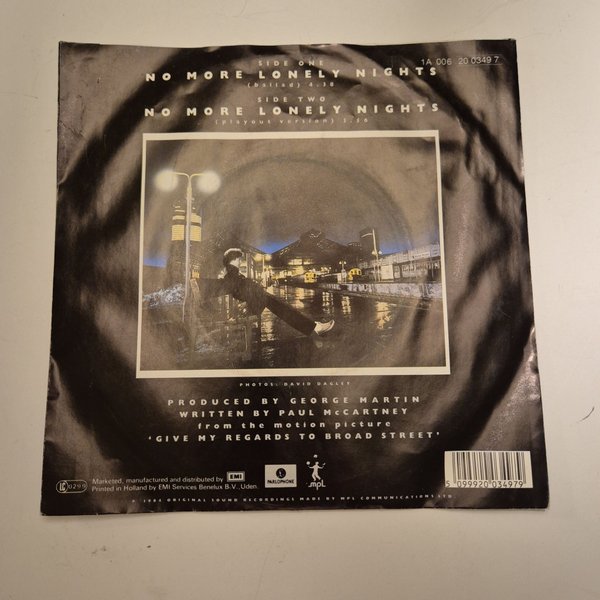 1A 006 20 0349 7
SIDE ONE
NO MORE LONELY NIGHTS
(ballad) 4.38
SIDE TWO
NO MORE LONELY NIGHTS
(playout version) 3.56
PHOTOS: DAVID DAGLEY
PRODUCED BY GEORGE MARTIN
WRITTEN BY PAUL McCARTNEY
from the motion picture
'GIVE MY REGARDS TO BROAD STREET'
Marketed, manufactured and distributed by
Printed in Holland by EMI Services Benelux B.V., Uden.
EMI
PARLOPHONE
mpl
5 099920 034979
© 1984 ORIGINAL SOUND RECORDINGS MADE BY MPL COMMUNICATIONS LTD